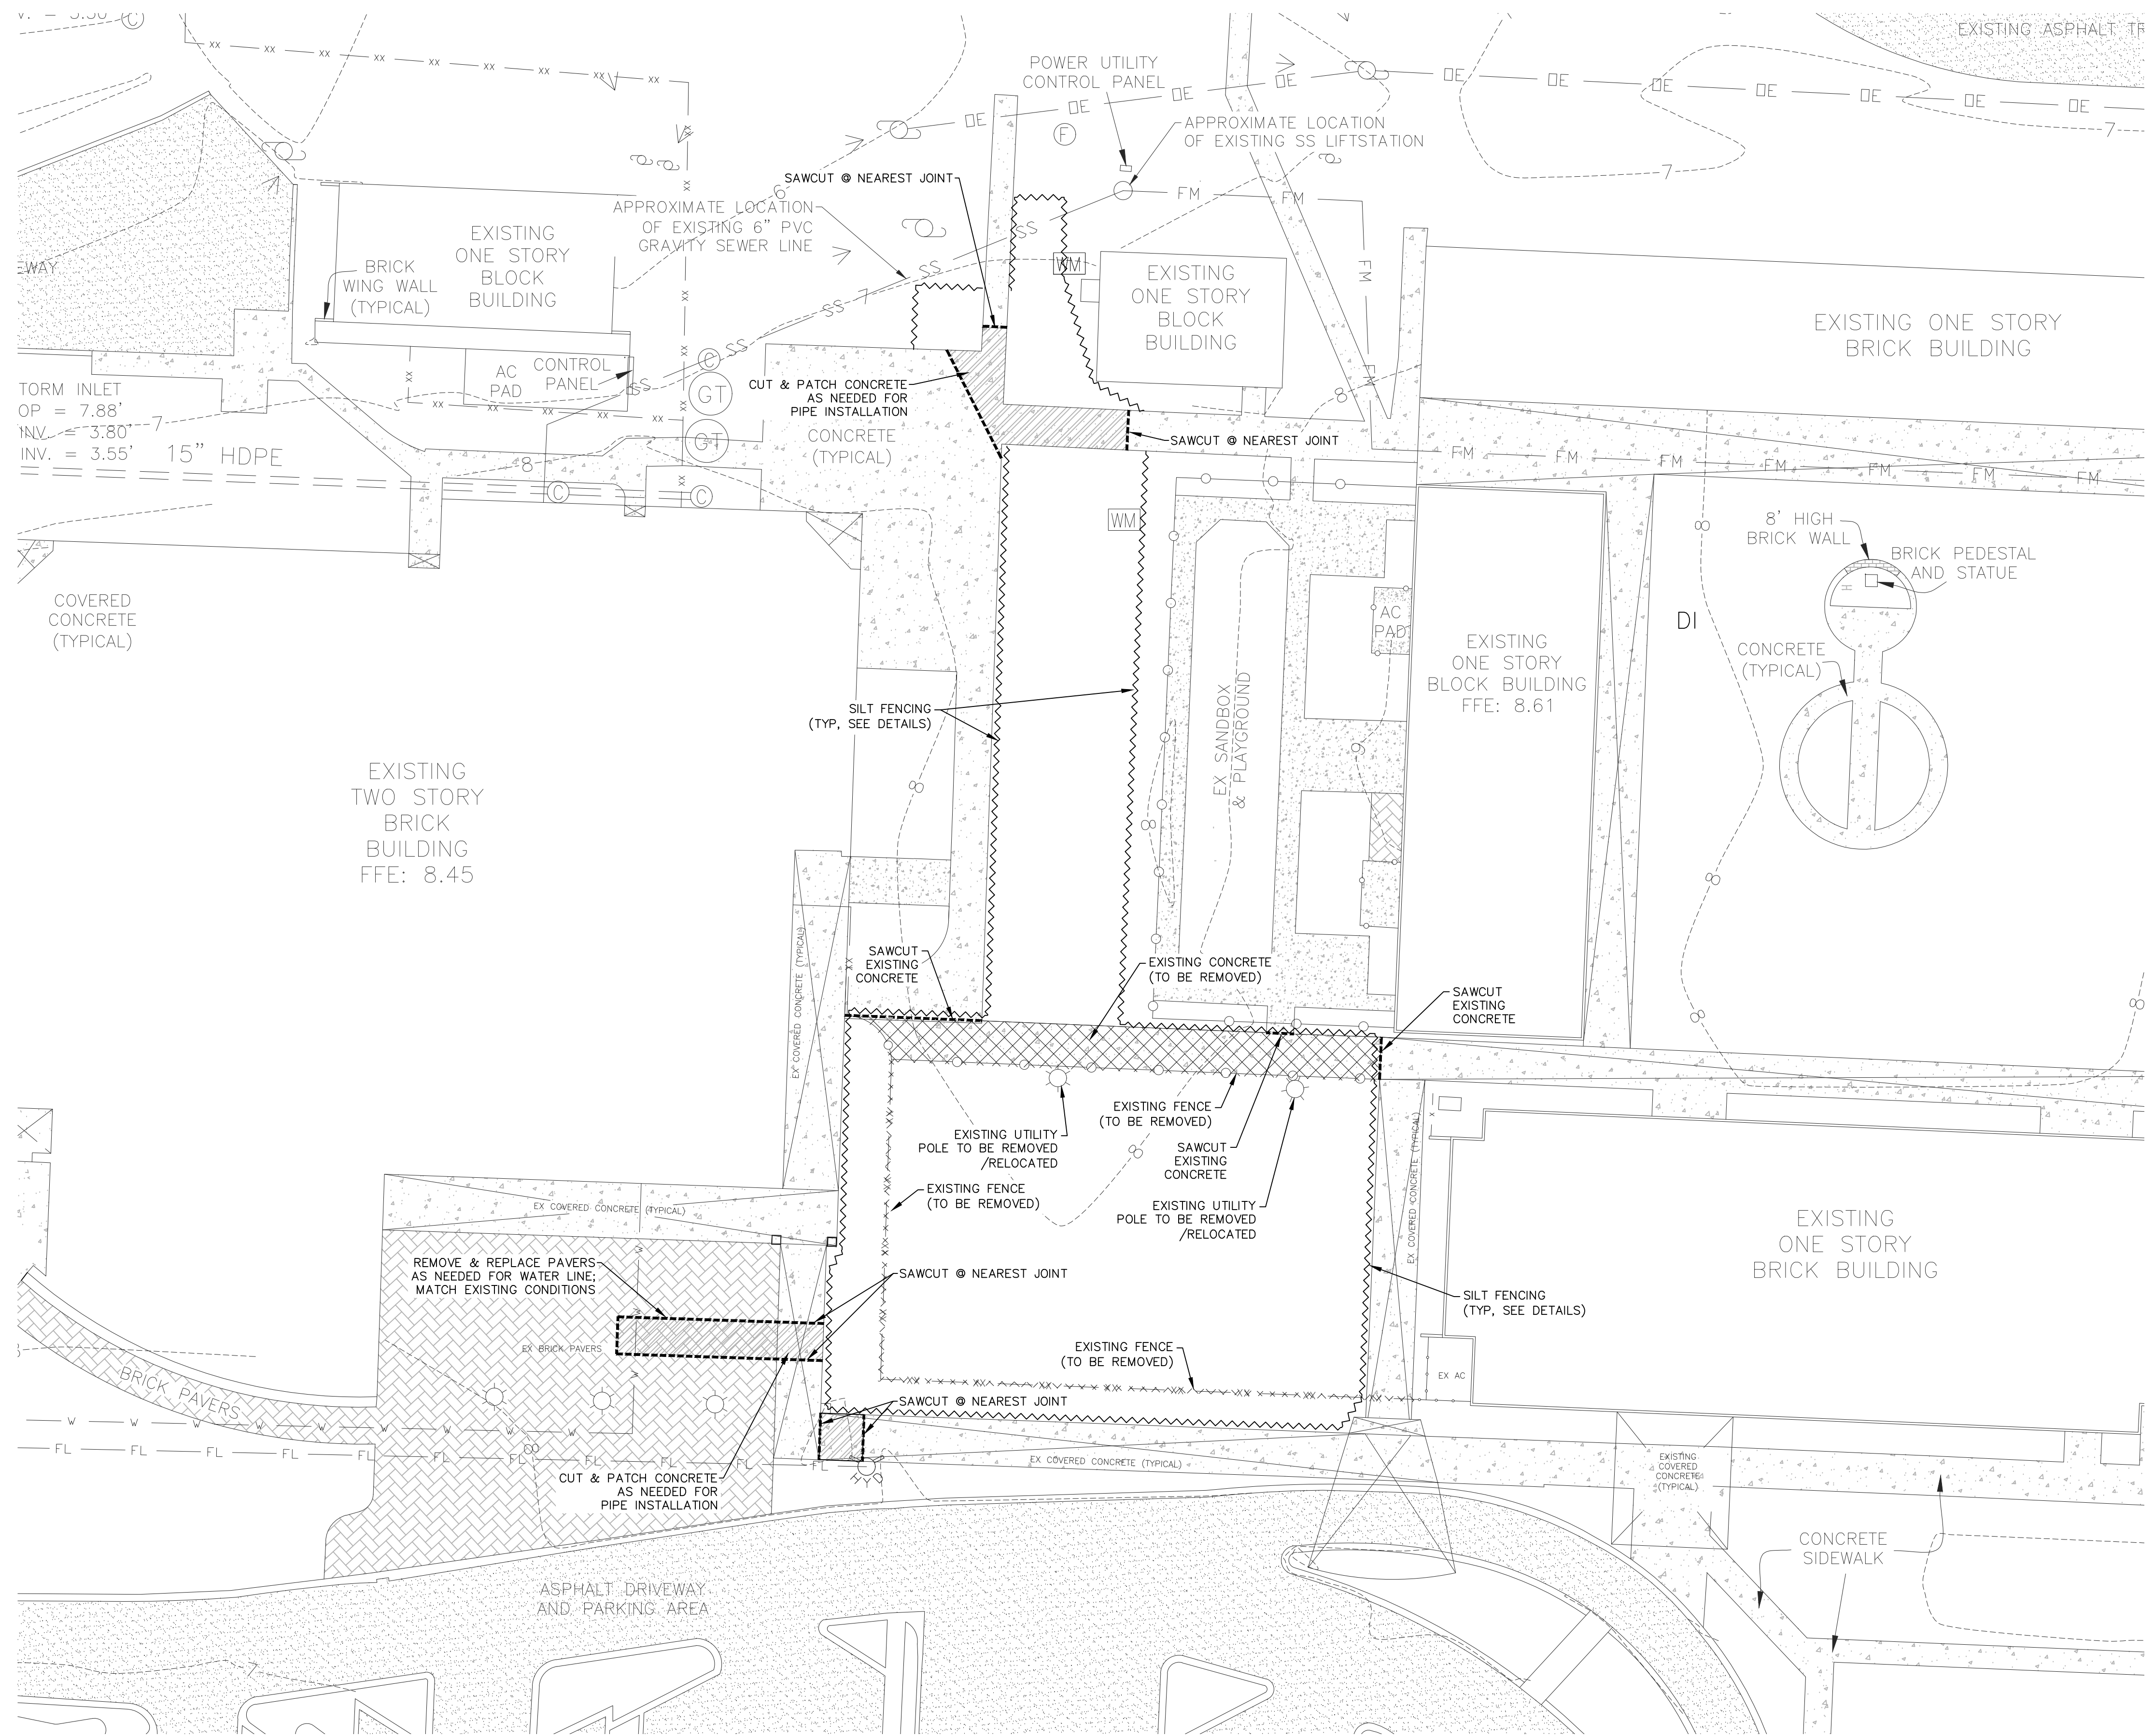 EXISTING ASPHALT
POWER UTILITY
CONTROL PANEL
APPROXIMATE LOCATION
OF EXISTING SS LIFTSTATION
SAWCUT @ NEAREST JOINT
APPROXIMATE LOCATION
OF EXISTING 6" PVC
GRAVITY SEWER LINE
EXISTING
ONE STORY
BLOCK
BUILDING
BRICK
WING WALL
(TYPICAL)
EXISTING
ONE STORY
BLOCK
BUILDING
EXISTING ONE STORY
BRICK BUILDING
AC
PAD
CONTROL
PANEL
CUT & PATCH CONCRETE
AS NEEDED FOR
PIPE INSTALLATION
CONCRETE
(TYPICAL)
SAWCUT @ NEAREST JOINT
TORM INLET
OP = 7.88'
INV. = 3.80'
INV. = 3.55'
15" HDPE
GT
GT
WM
WM
8' HIGH
BRICK WALL
BRICK PEDESTAL
AND STATUE
COVERED
CONCRETE
(TYPICAL)
AC
PAD
DI
EXISTING
ONE STORY
BLOCK BUILDING
FFE: 8.61
CONCRETE
(TYPICAL)
SILT FENCING
(TYP, SEE DETAILS)
EX SANDBOX
& PLAYGROUND
EXISTING
TWO STORY
BRICK
BUILDING
FFE: 8.45
SAWCUT
EXISTING
CONCRETE
EXISTING CONCRETE
(TO BE REMOVED)
SAWCUT
EXISTING
CONCRETE
EX COVERED CONCRETE (TYPICAL)
EXISTING FENCE
(TO BE REMOVED)
EXISTING UTILITY
POLE TO BE REMOVED
/RELOCATED
SAWCUT
EXISTING
CONCRETE
EX COVERED CONCRETE (TYPICAL)
EXISTING FENCE
(TO BE REMOVED)
EXISTING UTILITY
POLE TO BE REMOVED
/RELOCATED
EX COVERED CONCRETE (TYPICAL)
EXISTING
ONE STORY
BRICK BUILDING
REMOVE & REPLACE PAVERS
AS NEEDED FOR WATER LINE;
MATCH EXISTING CONDITIONS
SAWCUT @ NEAREST JOINT
SILT FENCING
(TYP, SEE DETAILS)
EX BRICK PAVERS
EXISTING FENCE
(TO BE REMOVED)
EX AC
BRICK PAVERS
SAWCUT @ NEAREST JOINT
EX COVERED CONCRETE (TYPICAL)
EXISTING
COVERED
CONCRETE
(TYPICAL)
CUT & PATCH CONCRETE
AS NEEDED FOR
PIPE INSTALLATION
CONCRETE
SIDEWALK
ASPHALT DRIVEWAY
AND PARKING AREA